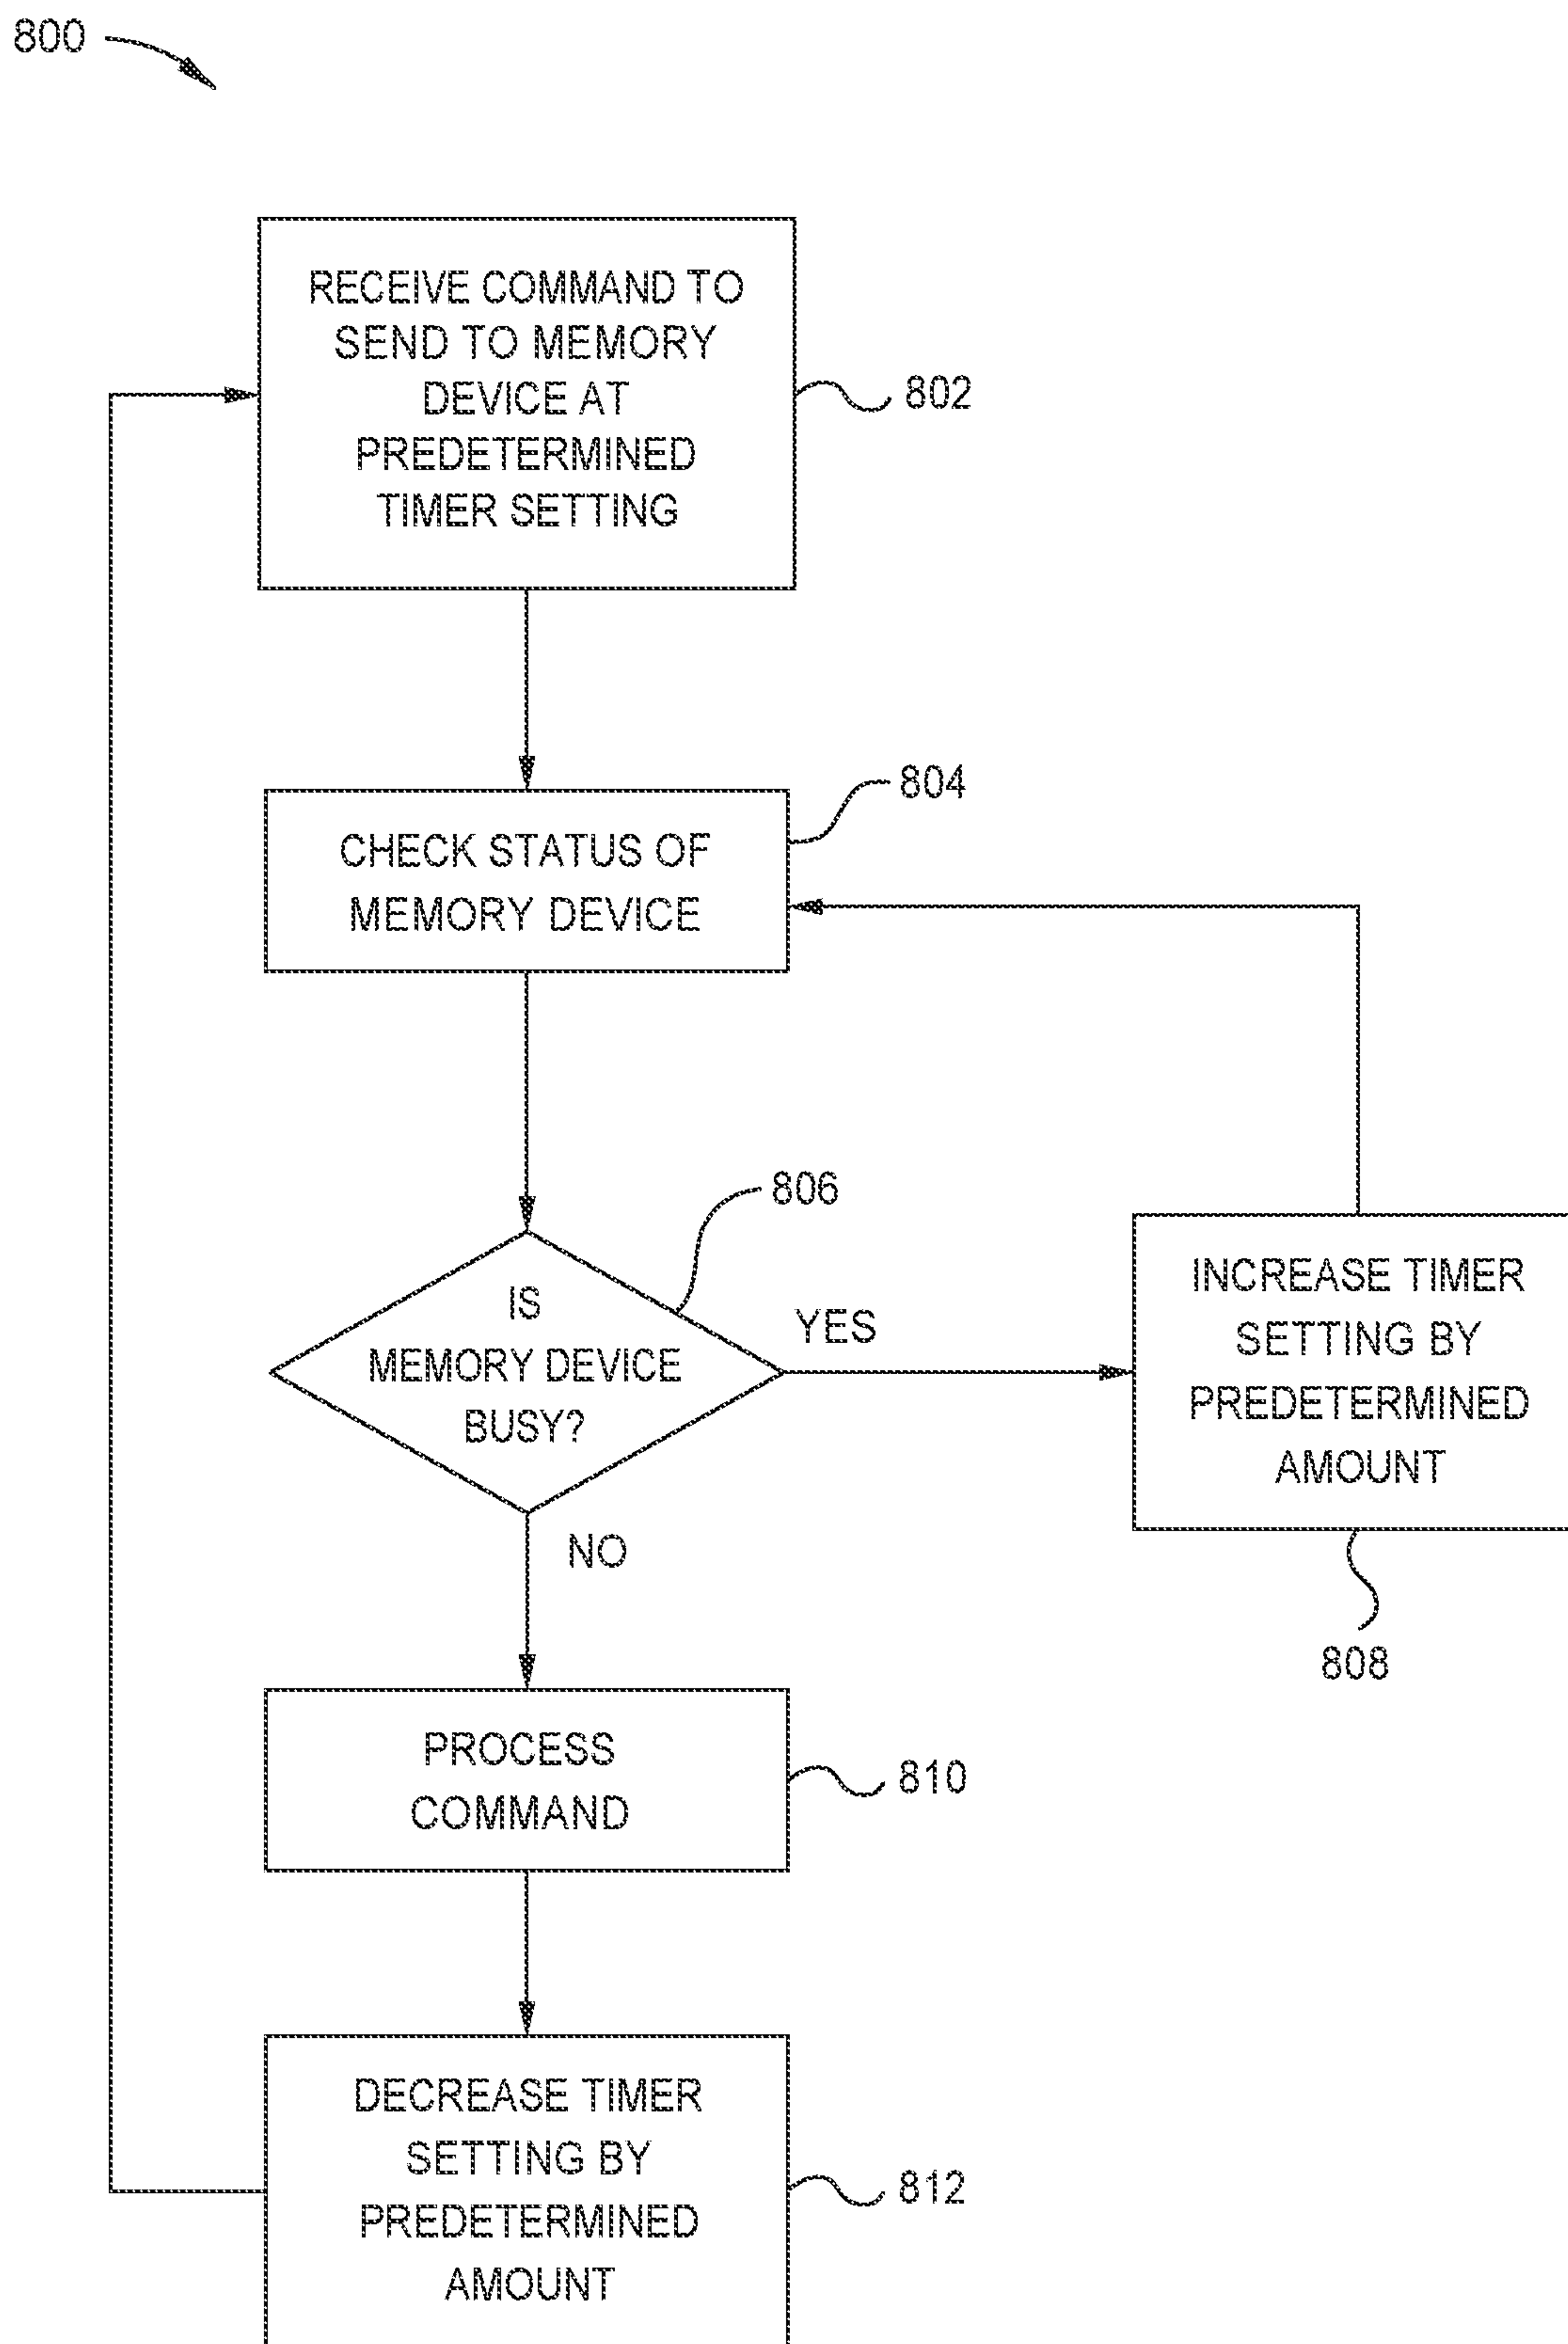 800
RECEIVE COMMAND TO
SEND TO MEMORY
DEVICE AT
PREDETERMINED
TIMER SETTING
802
804
CHECK STATUS OF
MEMORY DEVICE
806
IS
MEMORY DEVICE
BUSY?
YES
INCREASE TIMER
SETTING BY
PREDETERMINED
AMOUNT
808
NO
PROCESS
COMMAND
810
DECREASE TIMER
SETTING BY
PREDETERMINED
AMOUNT
812